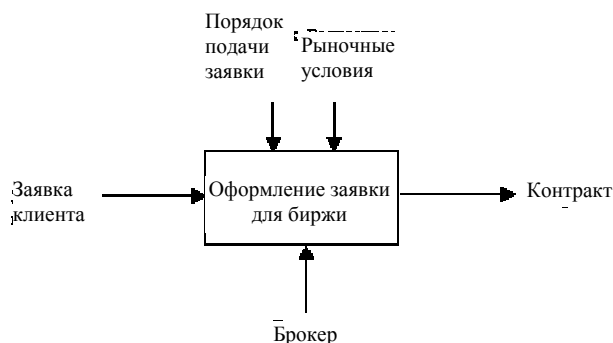 Порядок
подачи
заявки
Рыночные
условия
Заявка
клиента
Оформление заявки
для биржи
Контракт
Брокер